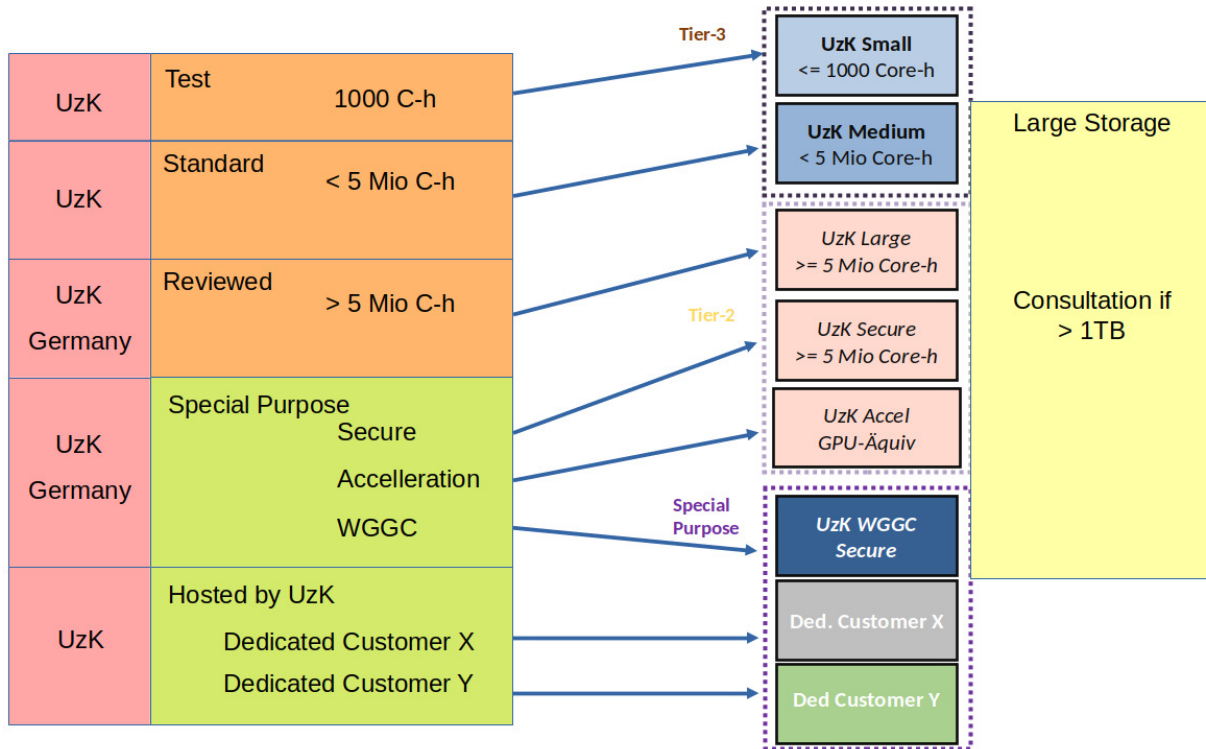 UzK
Test
1000 C-h
UzK
Standard
< 5 Mio C-h
UzK
Germany
Reviewed
> 5 Mio C-h
UzK
Germany
Special Purpose
Secure
Accelleration
WGGC
UzK
Hosted by UzK
Dedicated Customer X
Dedicated Customer Y
Tier-3
UzK Small
<= 1000 Core-h
UzK Medium
< 5 Mio Core-h
Tier-2
UzK Large
>= 5 Mio Core-h
UzK Secure
>= 5 Mio Core-h
UzK Accel
GPU-Äquiv
Special
Purpose
UzK WGGC
Secure
Ded. Customer X
Ded Customer Y
Large Storage
Consultation if
> 1TB